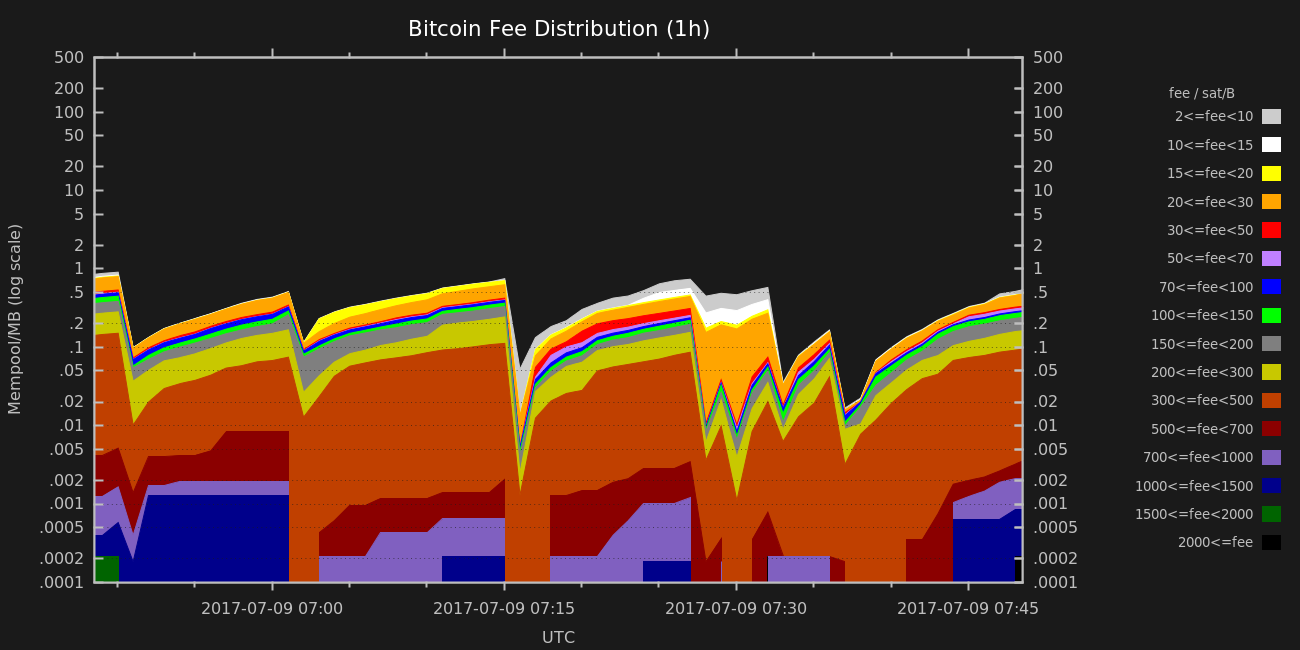 Bitcoin Fee Distribution (1h)
Mempool/MB (log scale)
500
200
100
50
20
10
5
2
1
.5
.2
.1
.05
.02
.01
.005
.002
.001
.0005
.0002
.0001
500
200
100
50
20
10
5
2
1
.5
.2
.1
.05
.02
.01
.005
.002
.001
.0005
.0002
.0001
2017-07-09 07:00
2017-07-09 07:15
2017-07-09 07:30
2017-07-09 07:45
UTC
fee / sat/B
2<=fee<10
10<=fee<15
15<=fee<20
20<=fee<30
30<=fee<50
50<=fee<70
70<=fee<100
100<=fee<150
150<=fee<200
200<=fee<300
300<=fee<500
500<=fee<700
700<=fee<1000
1000<=fee<1500
1500<=fee<2000
2000<=fee